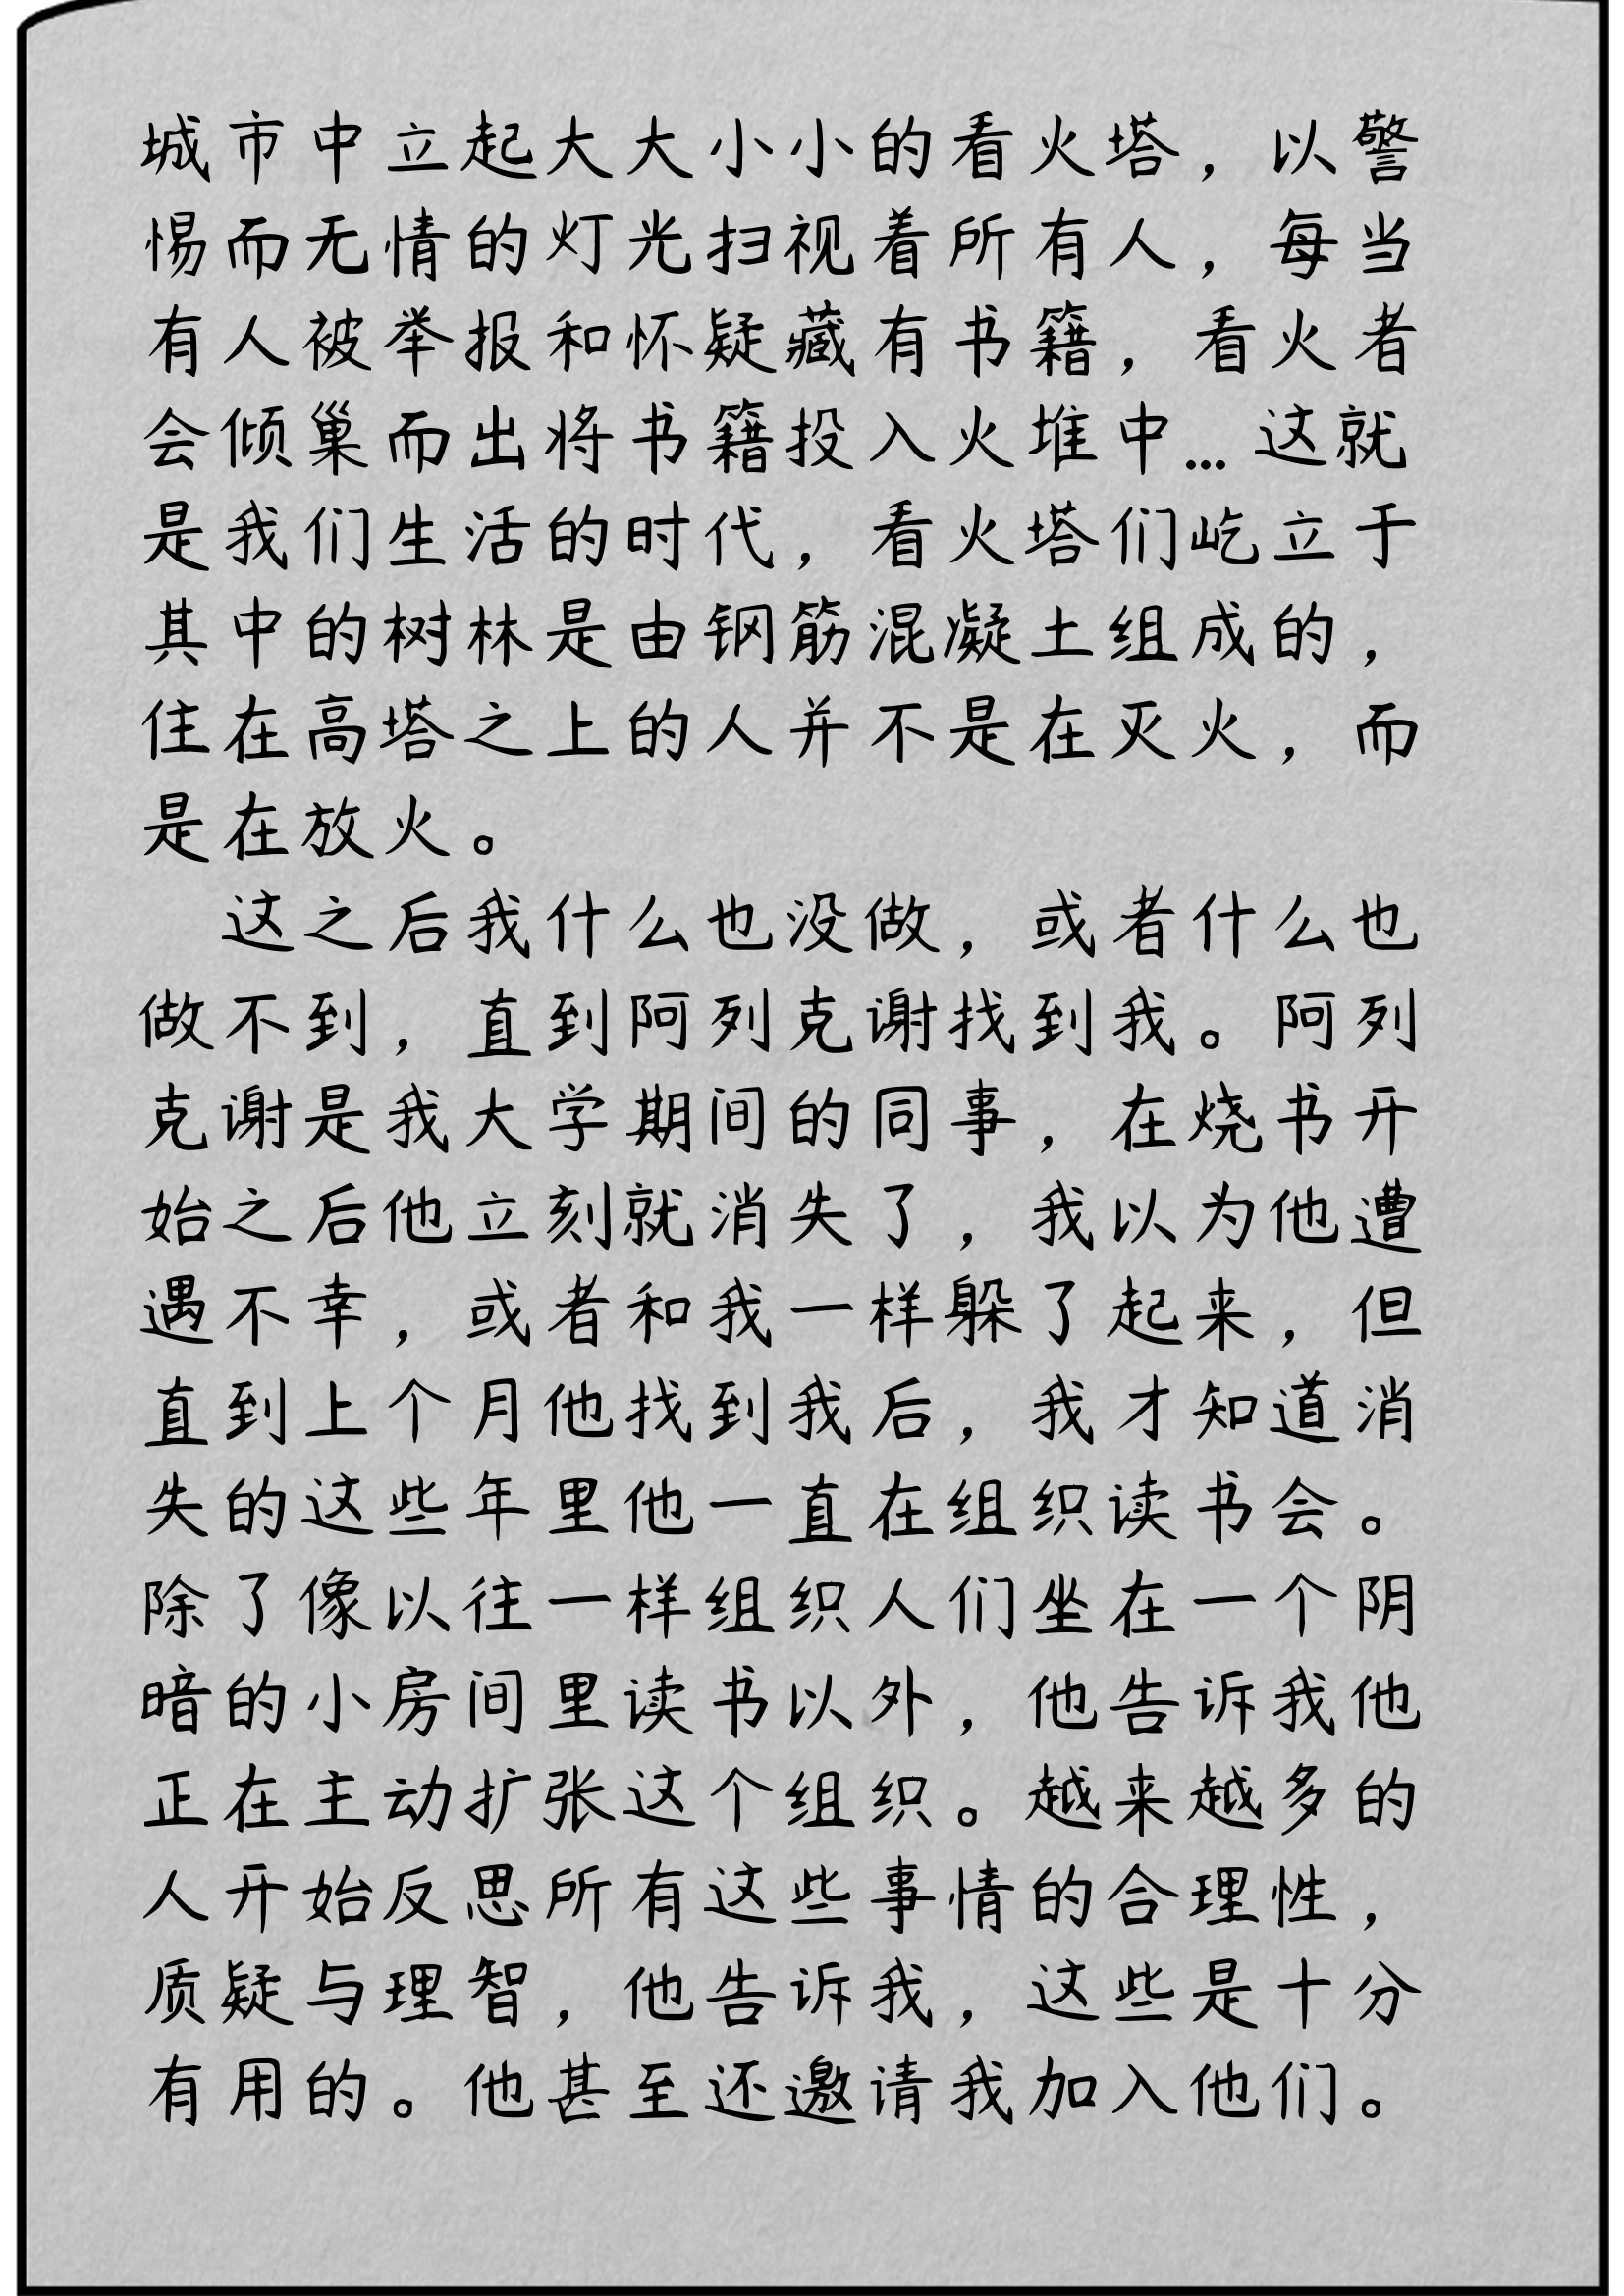 城市中立起大大小小的看火塔，以警
惕而无情的灯光扫视着所有人，每当
有人被举报和怀疑藏有书籍，看火者
会倾巢而出将书籍投入火堆中... 这就
是我们生活的时代，看火塔们屹立于
其中的树林是由钢筋混凝土组成的，
住在高塔之上的人并不是在灭火，而
是在放火。
这之后我什么也没做，或者什么也
做不到，直到阿列克谢找到我。阿列
克谢是我大学期间的同事，在烧书开
始之后他立刻就消失了，我以为他遭
遇不幸，或者和我一样躲了起来，但
直到上个月他找到我后，我才知道消
失的这些年里他一直在组织读书会。
除了像以往一样组织人们坐在一个阴
暗的小房间里读书以外，他告诉我他
正在主动扩张这个组织。越来越多的
人开始反思所有这些事情的合理性，
质疑与理智，他告诉我，这些是十分
有用的。他甚至还邀请我加入他们。